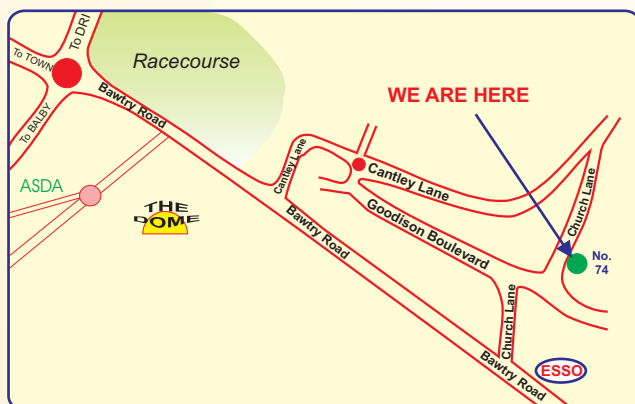 To DRI
To TOWN
To BALBY
Racecourse
Bawtry Road
WE ARE HERE
Cantley Lane
Cantley Lane
ASDA
THE
DOME
Goodison Boulevard
Church Lane
Bawtry Road
No.
74
Church Lane
Bawtry Road
ESSO